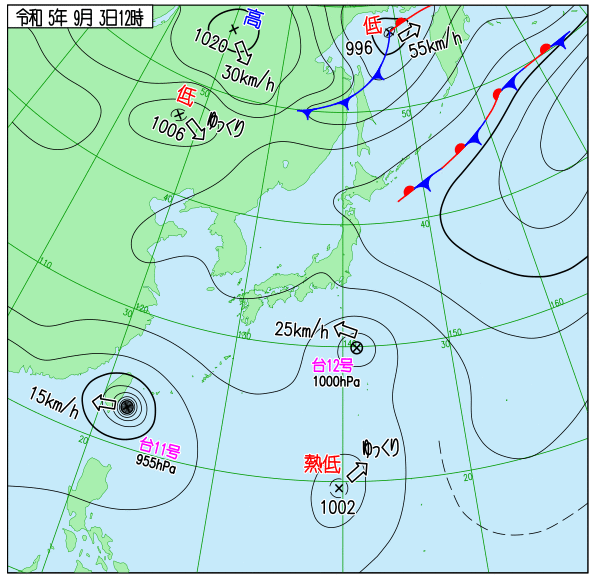 令和 5年 9月 3日12時
高
1020
30km/h
低
996
55km/h
低
1006
ゆっくり
50
50
40
40
110
120
30
130
140
30
150
160
25km/h
台12号
1000hPa
15km/h
台11号
955hPa
20
20
熱低
ゆっくり
1002